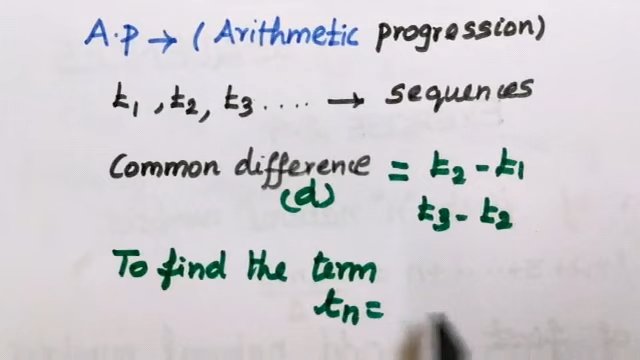 A.p → (Arithmetic progression)
t₁, t₂, t₃ .... → sequences
Common difference = t₂ - t₁
(d) t₃ - t₂
To find the term
tₙ =